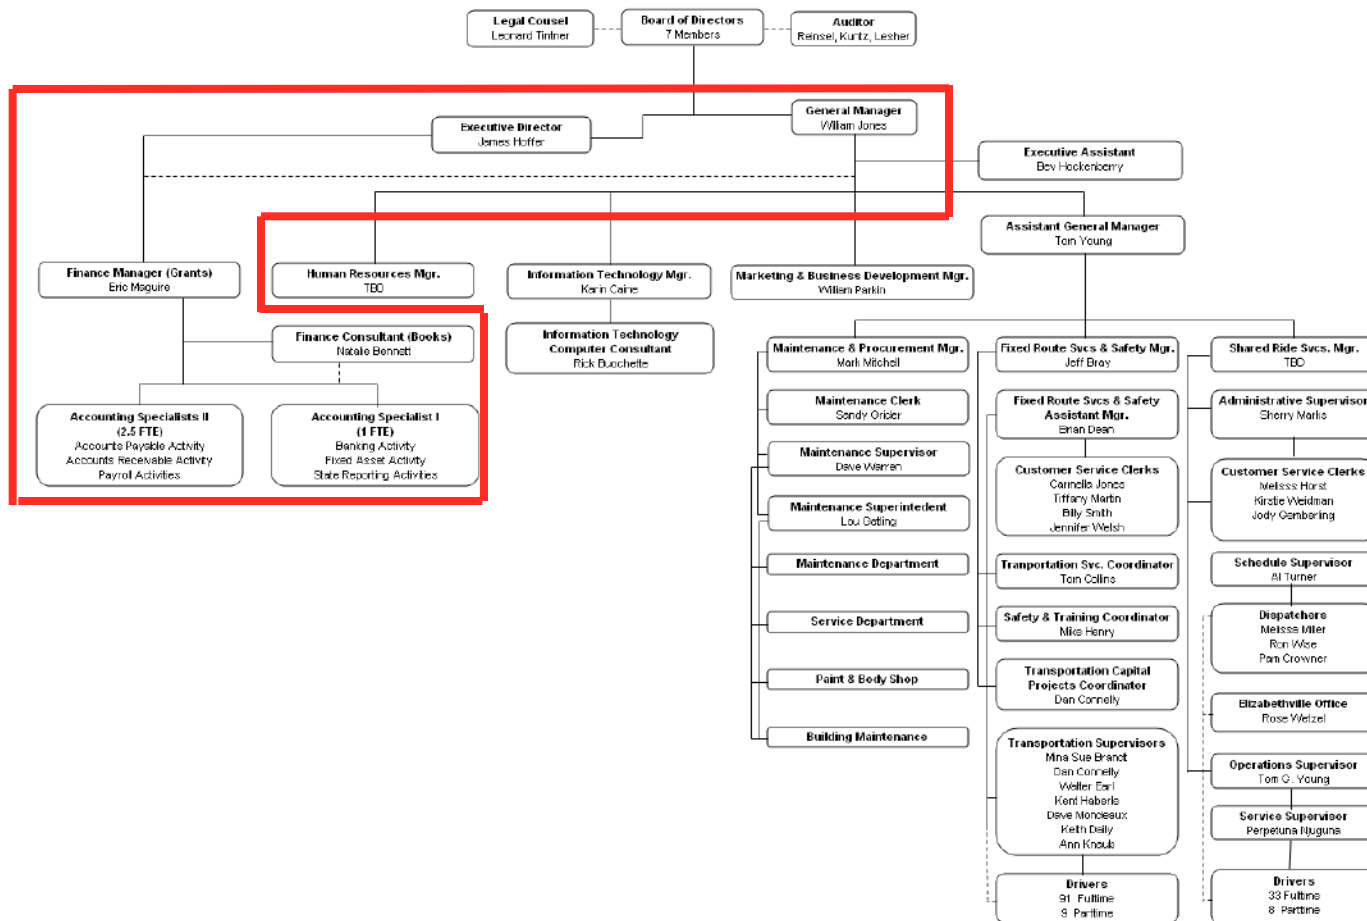 Legal Cousel
Leonard Tintner
Board of Directors
7 Members
Auditor
Reinsel, Kuntz, Lesher
General Manager
William Jones
Executive Director
James Hoffer
Executive Assistant
Bev Hockenberry
Assistant General Manager
Tom Young
Finance Manager (Grants)
Eric Maguire
Human Resources Mgr.
TBD
Information Technology Mgr.
Karin Caine
Marketing & Business Development Mgr.
William Parkin
Finance Consultant (Books)
Natalie Bennett
Information Technology
Computer Consultant
Rick
Accounting Specialists II
(2.5 FTE)
Accounts Payable Activity
Accounts Receivable Activity
Payroll Activities
Accounting Specialist I
(1 FTE)
Banking Activity
Fixed Asset Activity
State Reporting Activities
Maintenance & Procurement Mgr.
Mark Mitchell
Maintenance Clerk
Sandy
Maintenance Supervisor
Dave Warren
Maintenance Superintedent
Lou Gatling
Maintenance Department
Service Department
Paint & Body Shop
Building Maintenance
Fixed Route Svcs & Safety Mgr.
Jeff Bray
Fixed Route Svcs & Safety
Assistant Mgr.
Brian Dean
Customer Service Clerks
Carmella Jones
Tiffany Martin
Billy Smith
Jennifer Welsh
Tranportation Svc. Coordinator
Tom Collins
Safety & Training Coordinator
Mike Henry
Transportation Capital
Projects Coordinator
Dan Connelly
Transportation Supervisors
Mina Sue Brandt
Dan Connelly
Walter Earl
Kent Haberle
Dave
Keith Daily
Ann Knaub
Drivers
91 Fulltime
9 Parttime
Shared Ride Svcs. Mgr.
TBD
Administrative Supervisor
Sherry Marks
Customer Service Clerks
Melissa Horst
Kirstie Weidman
Jody Gemberling
Schedule Supervisor
Al Turner
Dispatchers
Melissa Miller
Ron Wise
Pam Crowner
Elizabethville Office
Rose Wetzel
Operations Supervisor
Tom G. Young
Service Supervisor
Perpetuna Njuguna
Drivers
33 Fulltime
8 Parttime